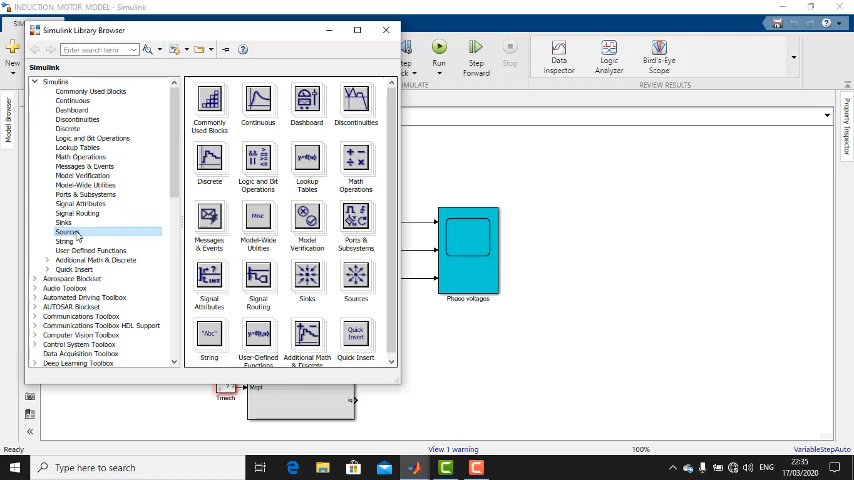 INDUCTION_MOTOR_MODEL - Simulink
Simulink Library Browser
Enter search term
Simulink
Simulink
Commonly Used Blocks
Continuous
Dashboard
Discontinuities
Discrete
Logic and Bit Operations
Lookup Tables
Math Operations
Messages & Events
Model Verification
Model-Wide Utilities
Ports & Subsystems
Signal Attributes
Signal Routing
Sinks
Sources
String
User-Defined Functions
Additional Math & Discrete
Quick Insert
Aerospace Blockset
Audio Toolbox
Automated Driving Toolbox
AUTOSAR Blockset
Communications Toolbox
Communications Toolbox HDL Support
Computer Vision Toolbox
Control System Toolbox
Data Acquisition Toolbox
Deep Learning Toolbox
Commonly
Used Blocks
Continuous
Dashboard
Discontinuities
Discrete
Logic and Bit
Operations
Lookup
Tables
y=f(u)
Math
Operations
Messages
& Events
Misc
Model-Wide
Utilities
Model
Verification
Ports &
Subsystems
Signal
Attributes
Signal
Routing
Sinks
Sources
"Abc"
String
y=f(u)
User-Defined
Functions
Additional Math
& Discrete
Quick
Insert
Quick Insert
New
Run
Step
Forward
Stop
Data
Inspector
Logic
Analyzer
Bird's-Eye
Scope
REVIEW RESULTS
Model Browser
Property Inspector
Phase voltages
Tmech
iq
Ready
View 1 warning
100%
VariableStepAuto
Type here to search
ENG
22:35
17/03/2020